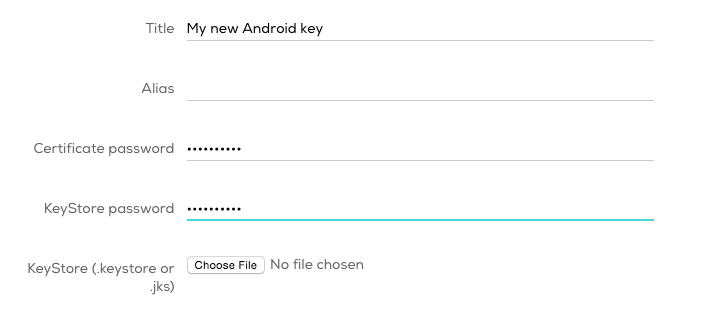 Title My new Android key
Alias
Certificate password ••••••••••
KeyStore password ••••••••••
KeyStore (.keystore or Choose File No file chosen
.jks)